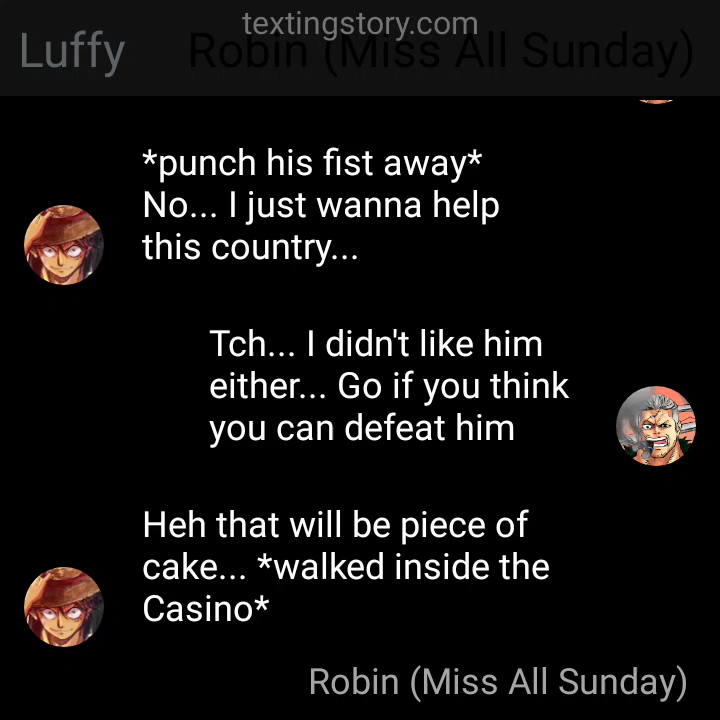 textingstory.com
Luffy Robin (Miss All Sunday)
*punch his fist away*
No... I just wanna help
this country...
Tch... I didn't like him
either... Go if you think
you can defeat him
Heh that will be piece of
cake... *walked inside the
Casino*
Robin (Miss All Sunday)